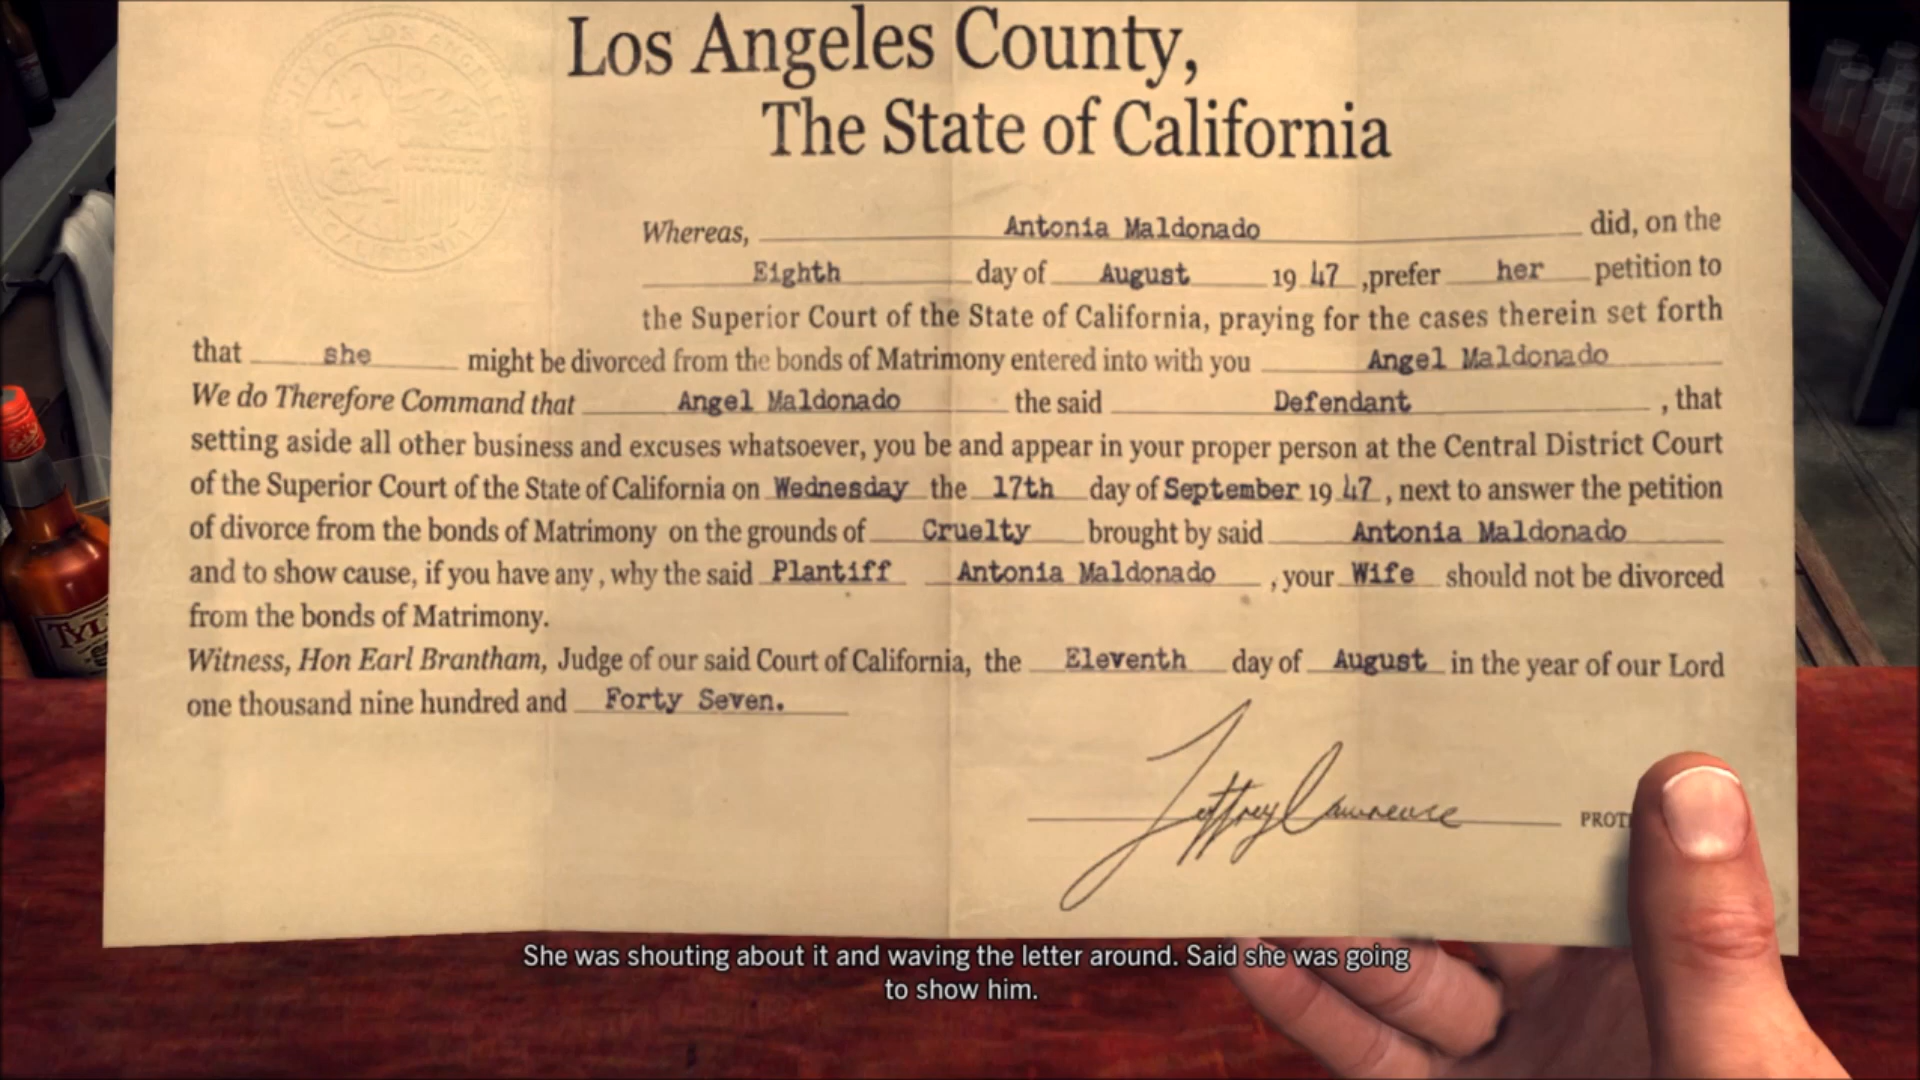 Los Angeles County,
The State of California
CITY OF LOS ANGELES
CALIFORNIA
Whereas, Antonia Maldonado did, on the
Eighth day of August 19 47 ,prefer her petition to
the Superior Court of the State of California, praying for the cases therein set forth
that she might be divorced from the bonds of Matrimony entered into with you Angel Maldonado
We do Therefore Command that Angel Maldonado the said Defendant , that
setting aside all other business and excuses whatsoever, you be and appear in your proper person at the Central District Court
of the Superior Court of the State of California on Wednesday the 17th day of September 19 47 , next to answer the petition
of divorce from the bonds of Matrimony on the grounds of Cruelty brought by said Antonia Maldonado
and to show cause, if you have any , why the said Plantiff Antonia Maldonado , your Wife should not be divorced
from the bonds of Matrimony.
Witness, Hon Earl Brantham, Judge of our said Court of California, the Eleventh day of August in the year of our Lord
one thousand nine hundred and Forty Seven.
Jeffrey Lawrence
She was shouting about it and waving the letter around. Said she was going
to show him.